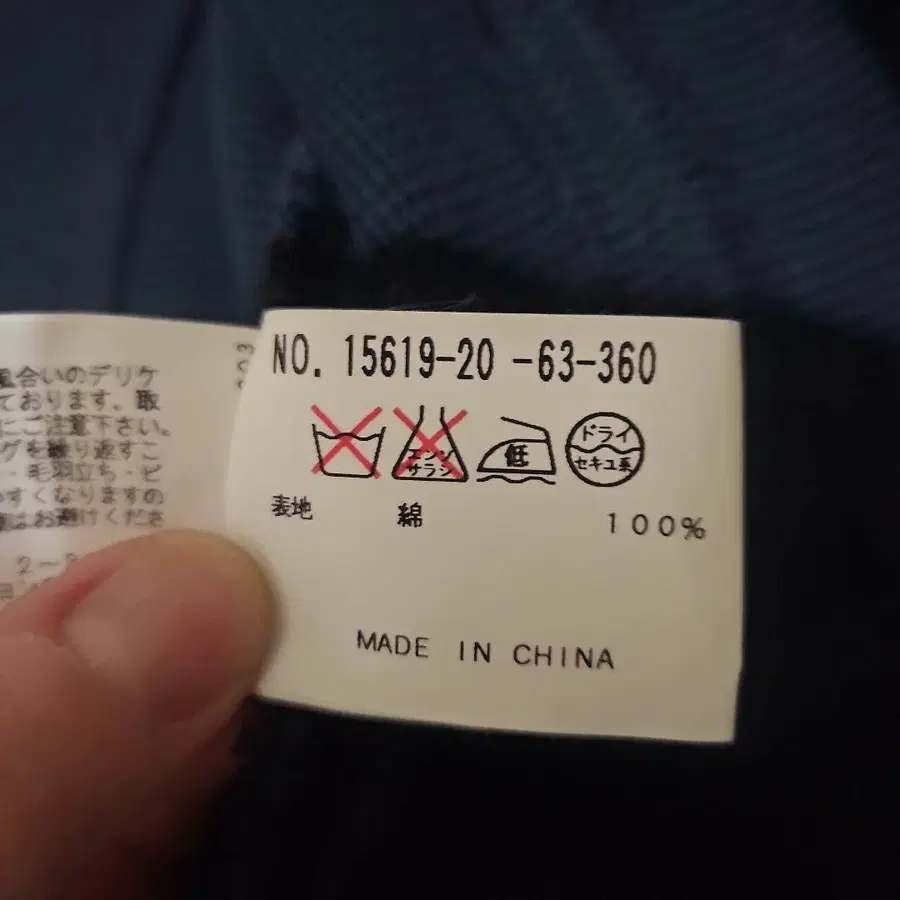 風合いのデリケ
ております。取
にご注意下さい。
グを繰り返すこ
・毛羽立ち・ピ
やすくなりますの
はお避けくださ
NO. 15619-20 -63-360
エンソ
サラシ
低
ドライ
セキユ系
表地 綿 100%
MADE IN CHINA